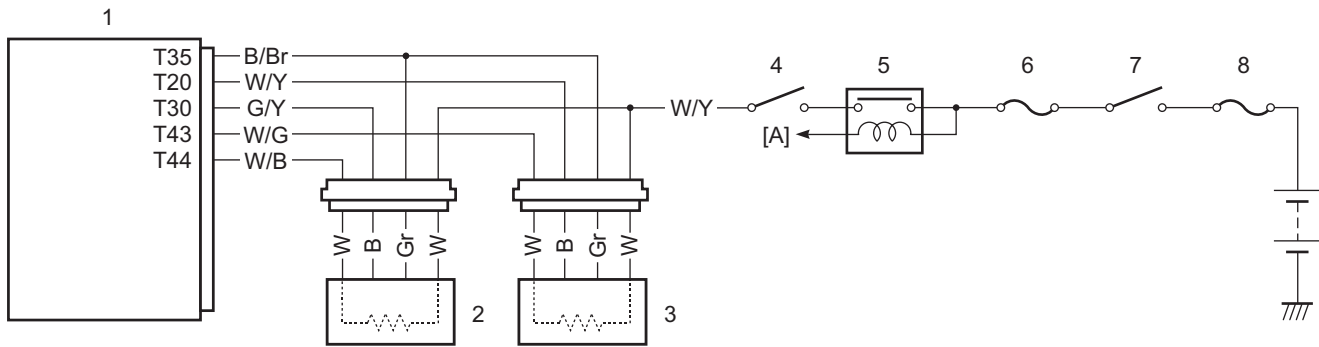 1
T35 B/Br
T20 W/Y
T30 G/Y
T43 W/G
T44 W/B
W/Y
4 5 6 7 8
[A]
W B Gr W
W B Gr W
2
3